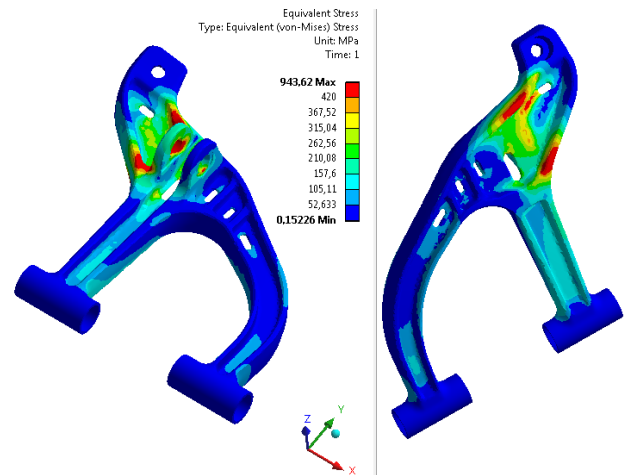 Equivalent Stress
Type: Equivalent (von-Mises) Stress
Unit: MPa
Time: 1
943,62 Max
420
367,52
315,04
262,56
210,08
157,6
105,11
52,633
0,15226 Min
Z
Y
X